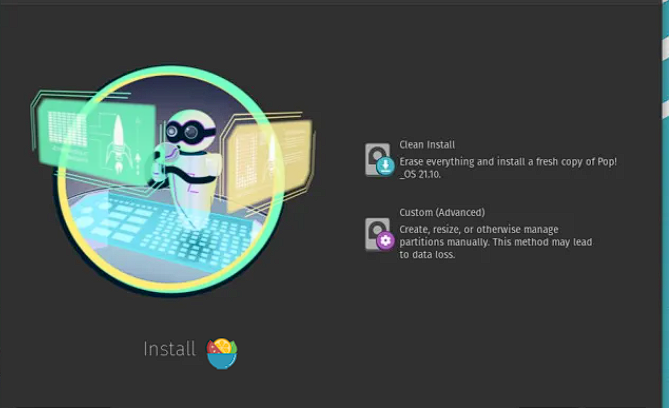 Clean Install
Erase everything and install a fresh copy of Pop!
_OS 21.10.
Custom (Advanced)
Create, resize, or otherwise manage
partitions manually. This method may lead
to data loss.
Install